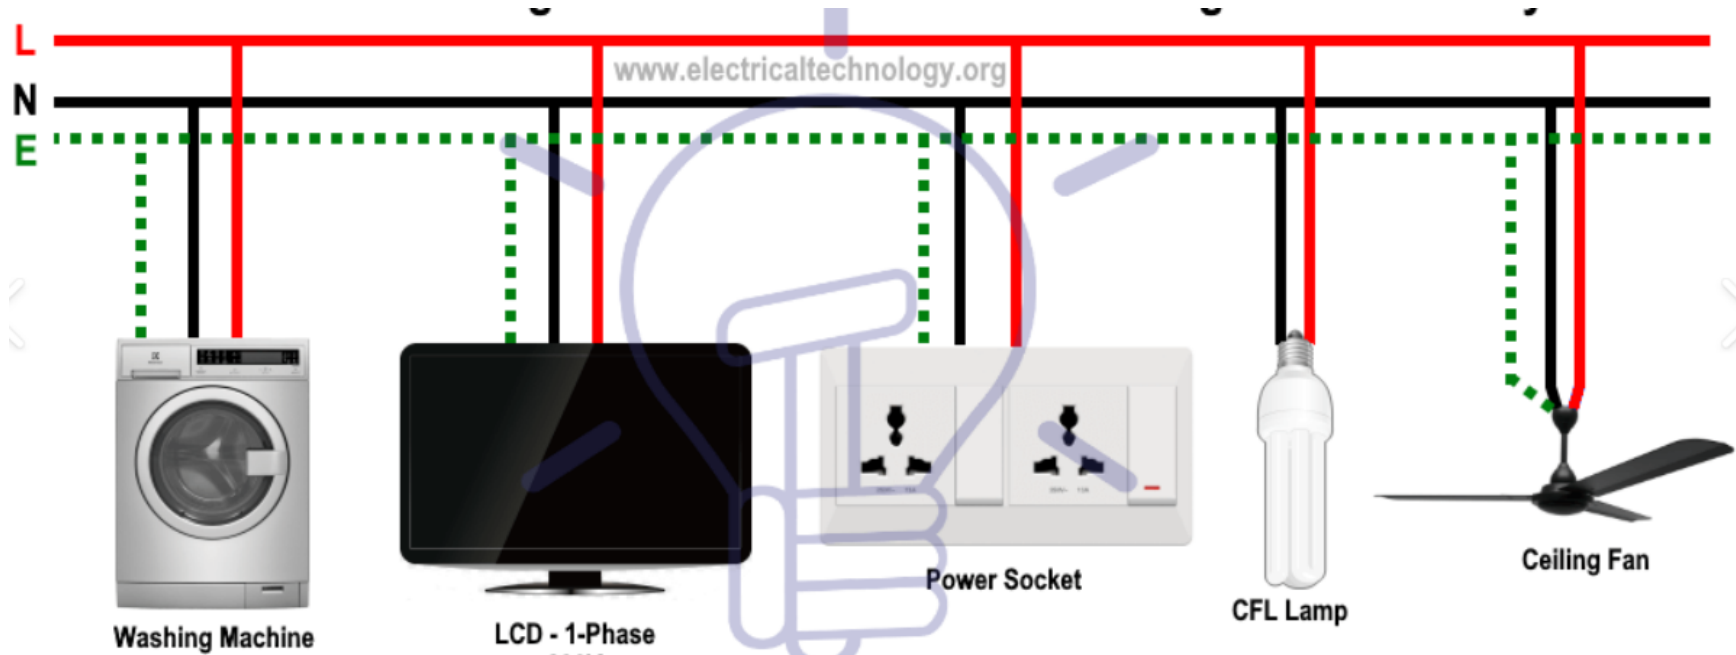 L
www.electricaltechnology.org
N
E
Power Socket
Ceiling Fan
CFL Lamp
Washing Machine
LCD - 1-Phase